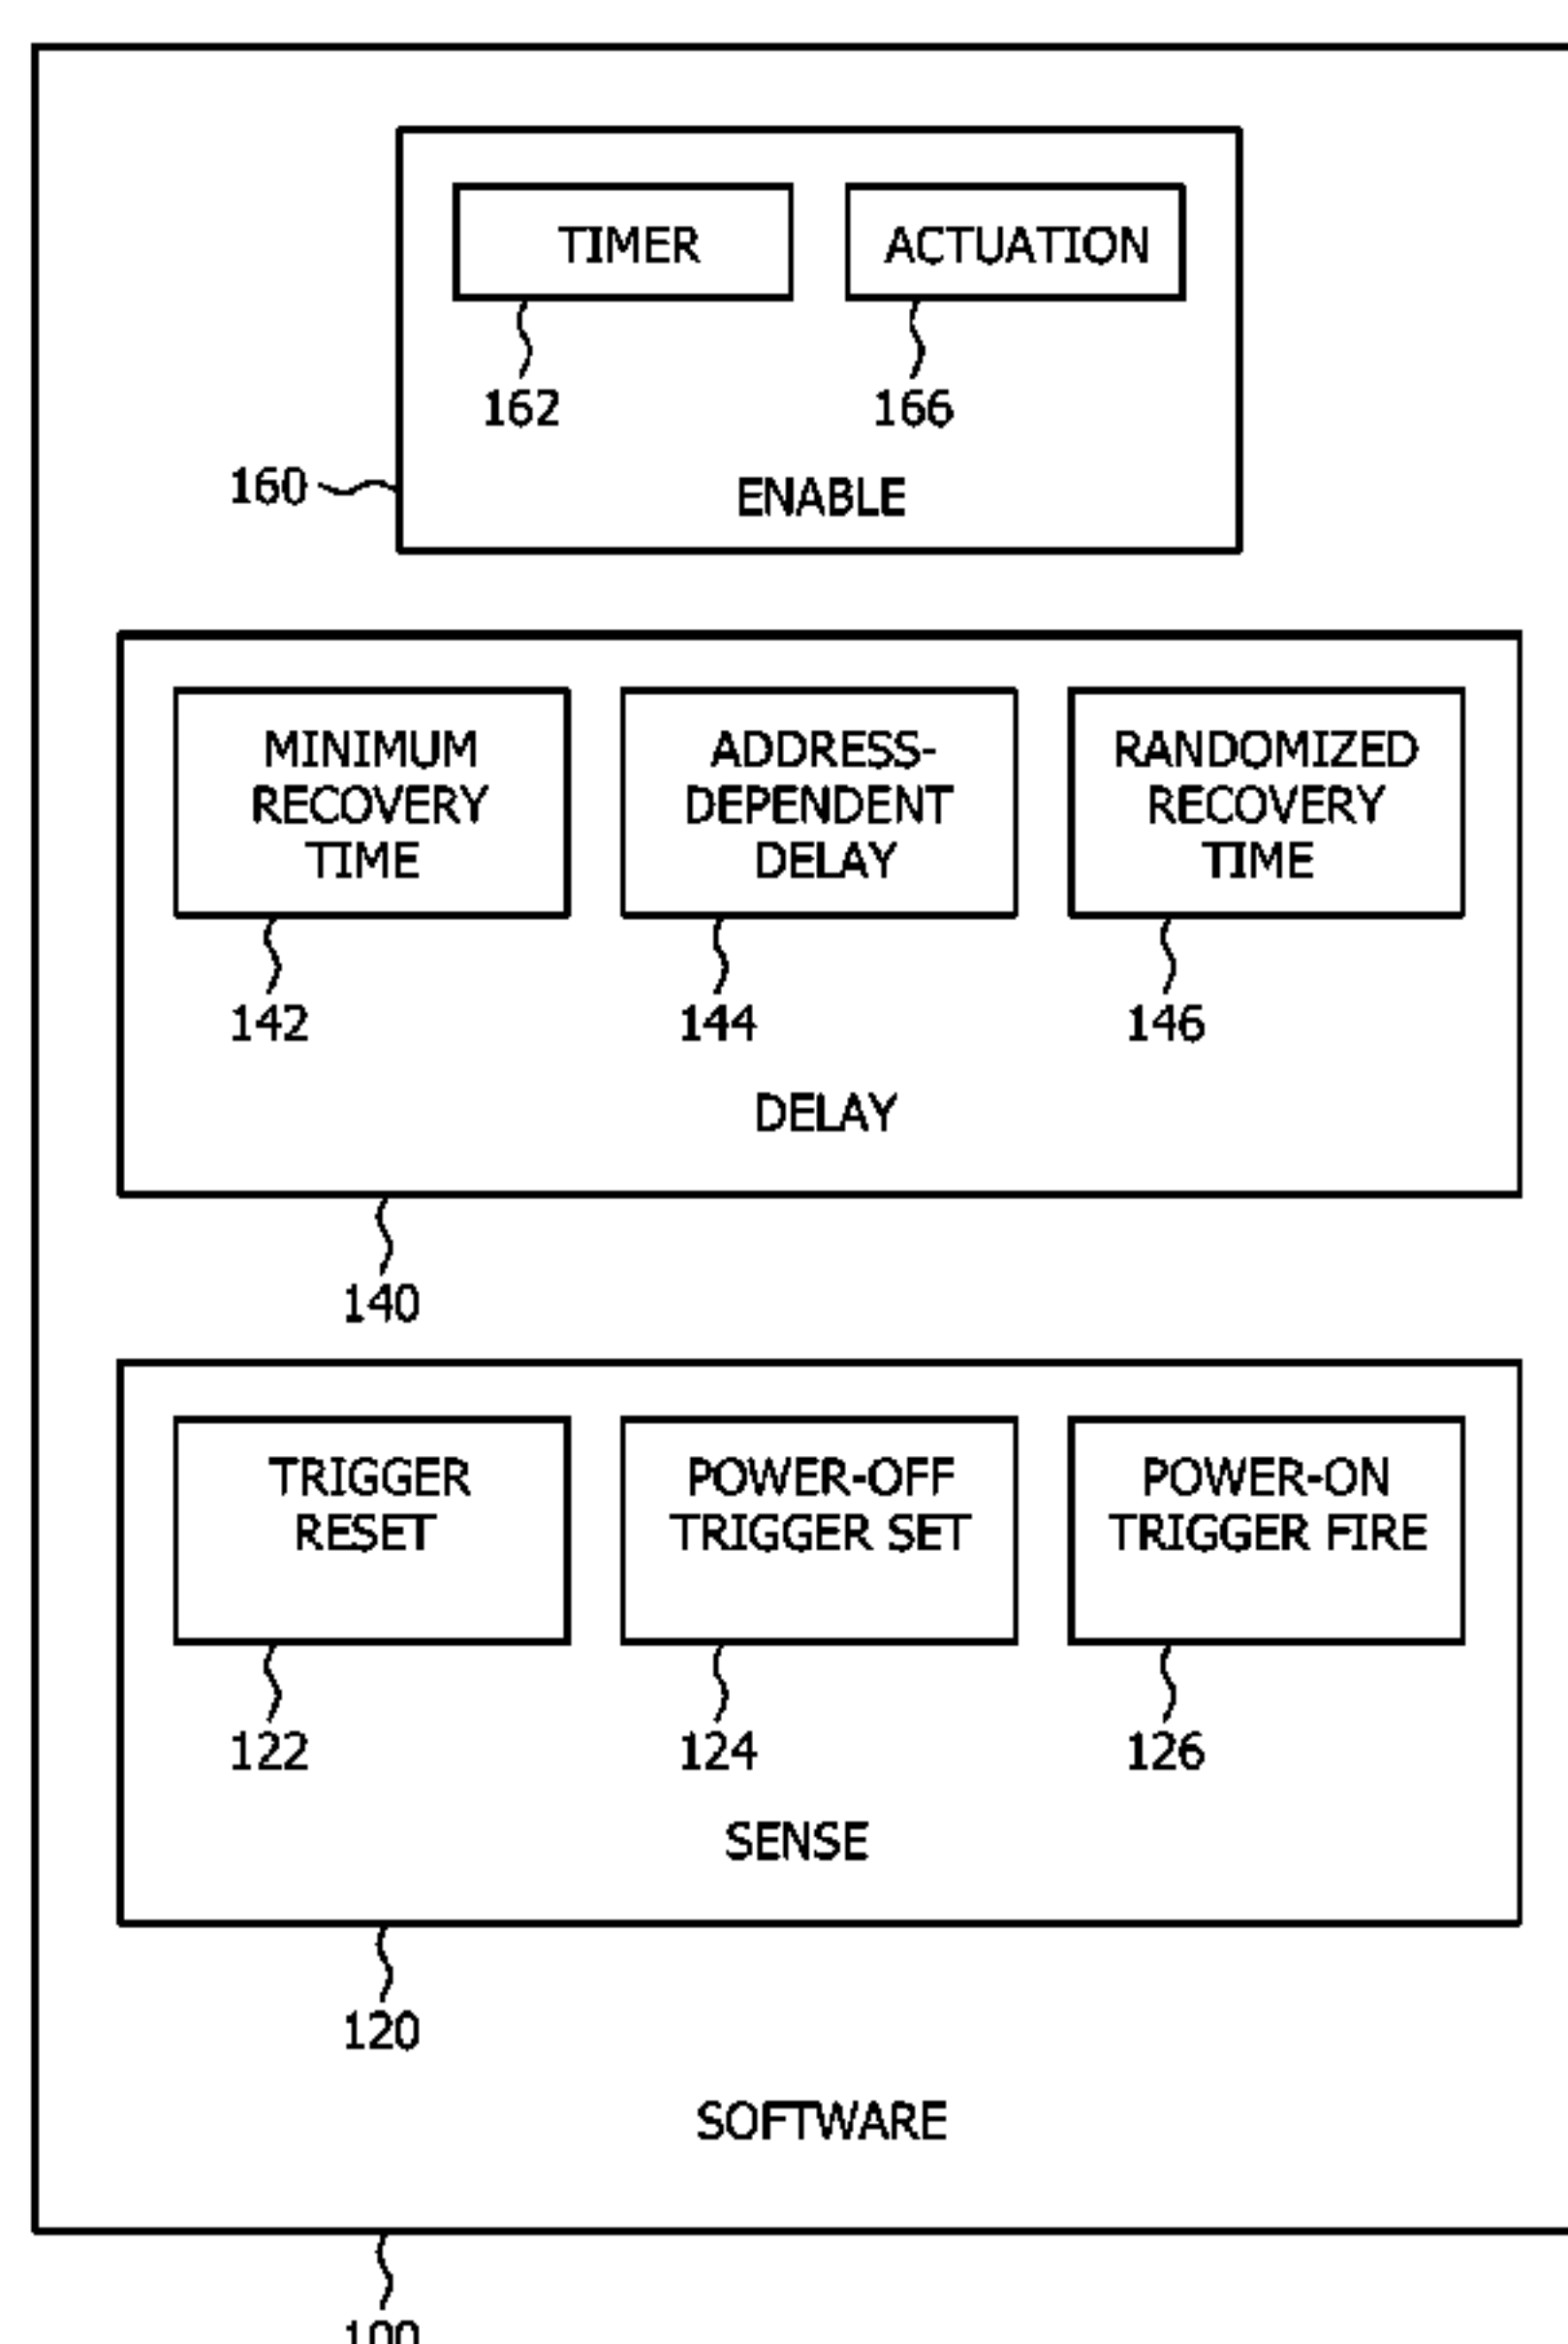 TIMER
ACTUATION
162
166
160
ENABLE
MINIMUM
RECOVERY
TIME
ADDRESS-
DEPENDENT
DELAY
RANDOMIZED
RECOVERY
TIME
142
144
146
DELAY
140
TRIGGER
RESET
POWER-OFF
TRIGGER SET
POWER-ON
TRIGGER FIRE
122
124
126
SENSE
120
SOFTWARE
100